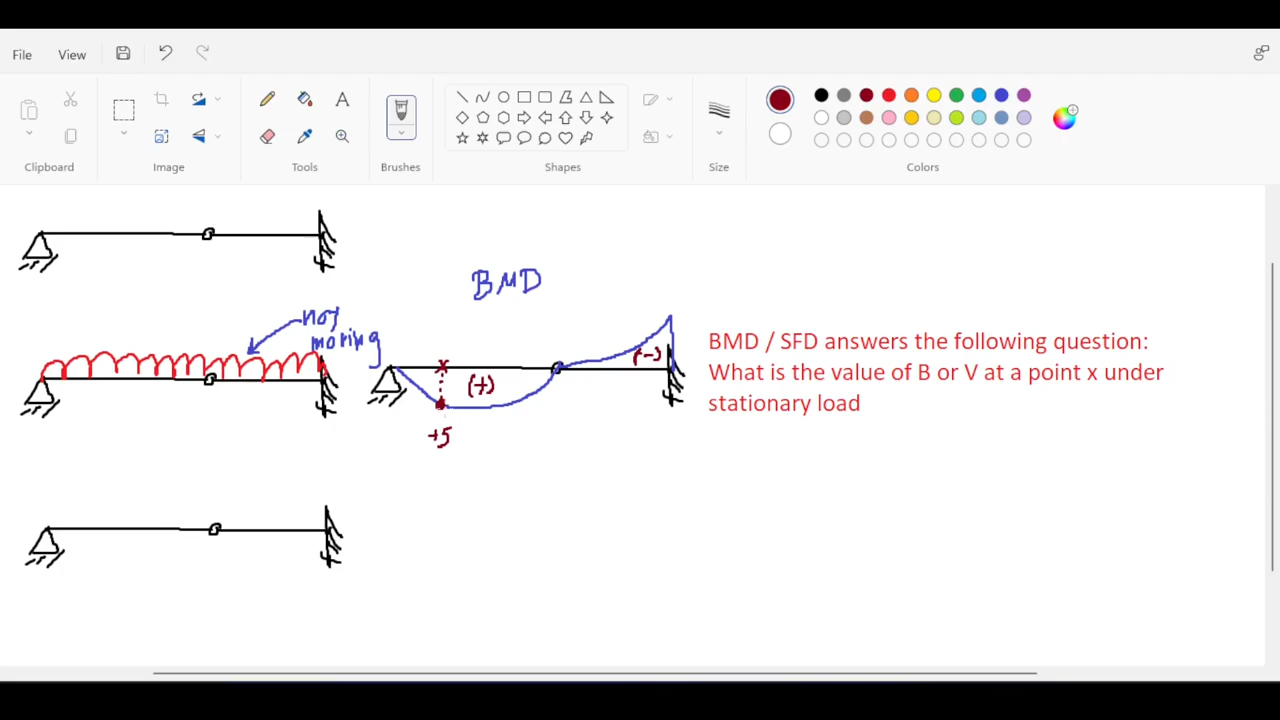 File
View
Clipboard
Image
Tools
Brushes
Shapes
Size
Colors
BMD
not
moving
(+)
(-)
+5
x
BMD / SFD answers the following question:
What is the value of B or V at a point x under
stationary load